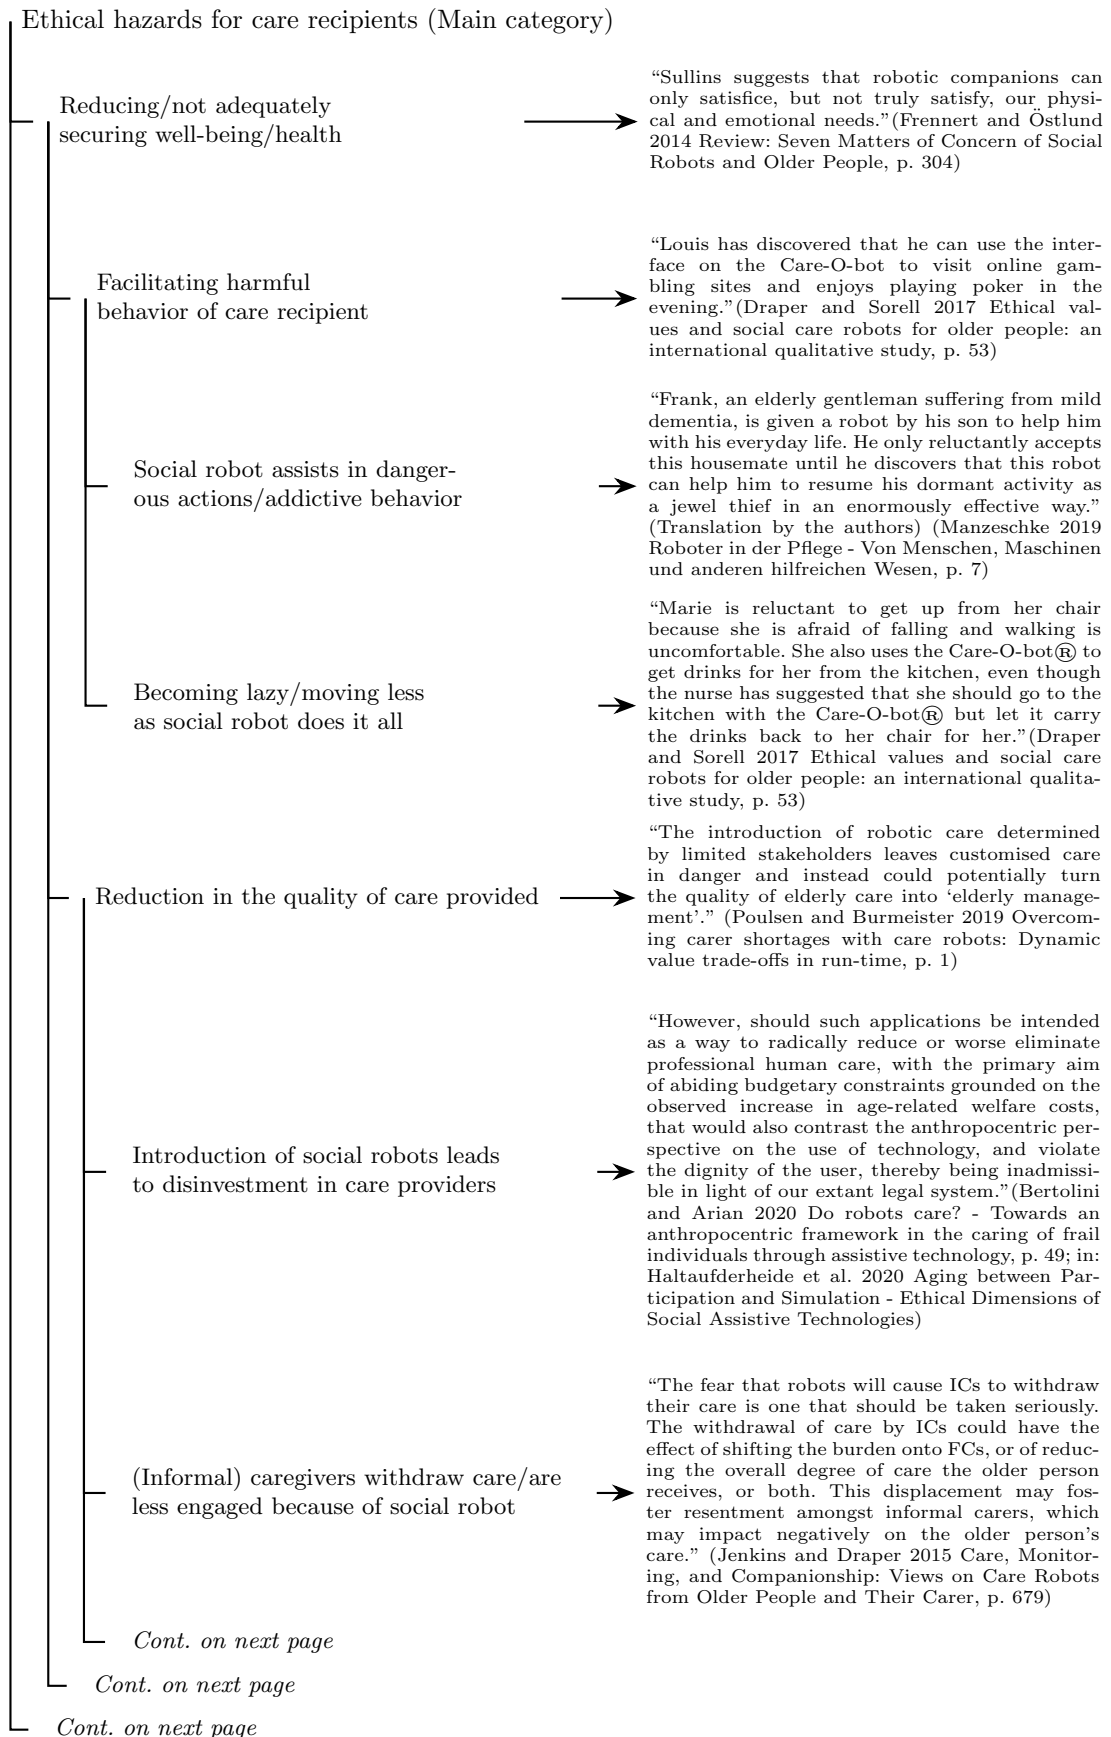 Ethical hazards for care recipients (Main category)
Reducing/not adequately
securing well-being/health
“Sullins suggests that robotic companions can
only satisfice, but not truly satisfy, our physi-
cal and emotional needs.”(Frennert and Östlund
2014 Review: Seven Matters of Concern of Social
Robots and Older People, p. 304)
Facilitating harmful
behavior of care recipient
“Louis has discovered that he can use the inter-
face on the Care-O-bot to visit online gam-
bling sites and enjoys playing poker in the
evening.”(Draper and Sorell 2017 Ethical val-
ues and social care robots for older people: an
international qualitative study, p. 53)
Social robot assists in danger-
ous actions/addictive behavior
“Frank, an elderly gentleman suffering from mild
dementia, is given a robot by his son to help him
with his everyday life. He only reluctantly accepts
this housemate until he discovers that this robot
can help him to resume his dormant activity as
a jewel thief in an enormously effective way.”
(Translation by the authors) (Manzeschke 2019
Roboter in der Pflege - Von Menschen, Maschinen
und anderen hilfreichen Wesen, p. 7)
Becoming lazy/moving less
as social robot does it all
“Marie is reluctant to get up from her chair
because she is afraid of falling and walking is
uncomfortable. She also uses the Care-O-bot® to
get drinks for her from the kitchen, even though
the nurse has suggested that she should go to the
kitchen with the Care-O-bot® but let it carry
the drinks back to her chair for her.”(Draper
and Sorell 2017 Ethical values and social care
robots for older people: an international qualita-
tive study, p. 53)
Reduction in the quality of care provided
“The introduction of robotic care determined
by limited stakeholders leaves customised care
in danger and instead could potentially turn
the quality of elderly care into ‘elderly manage-
ment’.” (Poulsen and Burmeister 2019 Overcom-
ing carer shortages with care robots: Dynamic
value trade-offs in run-time, p. 1)
Introduction of social robots leads
to disinvestment in care providers
“However, should such applications be intended
as a way to radically reduce or worse eliminate
professional human care, with the primary aim
of abiding budgetary constraints grounded on the
observed increase in age-related welfare costs,
that would also contrast the anthropocentric per-
spective on the use of technology, and violate
the dignity of the user, thereby being inadmissi-
ble in light of our extant legal system.”(Bertolini
and Arian 2020 Do robots care? - Towards an
anthropocentric framework in the caring of frail
individuals through assistive technology, p. 49; in:
Haltaufderheide et al. 2020 Aging between Par-
ticipation and Simulation - Ethical Dimensions of
Social Assistive Technologies)
(Informal) caregivers withdraw care/are
less engaged because of social robot
“The fear that robots will cause ICs to withdraw
their care is one that should be taken seriously.
The withdrawal of care by ICs could have the
effect of shifting the burden onto FCs, or of reduc-
ing the overall degree of care the older person
receives, or both. This displacement may fos-
ter resentment amongst informal carers, which
may impact negatively on the older person's
care.” (Jenkins and Draper 2015 Care, Monitor-
ing, and Companionship: Views on Care Robots
from Older People and Their Carer, p. 679)
Cont. on next page
Cont. on next page
Cont. on next page